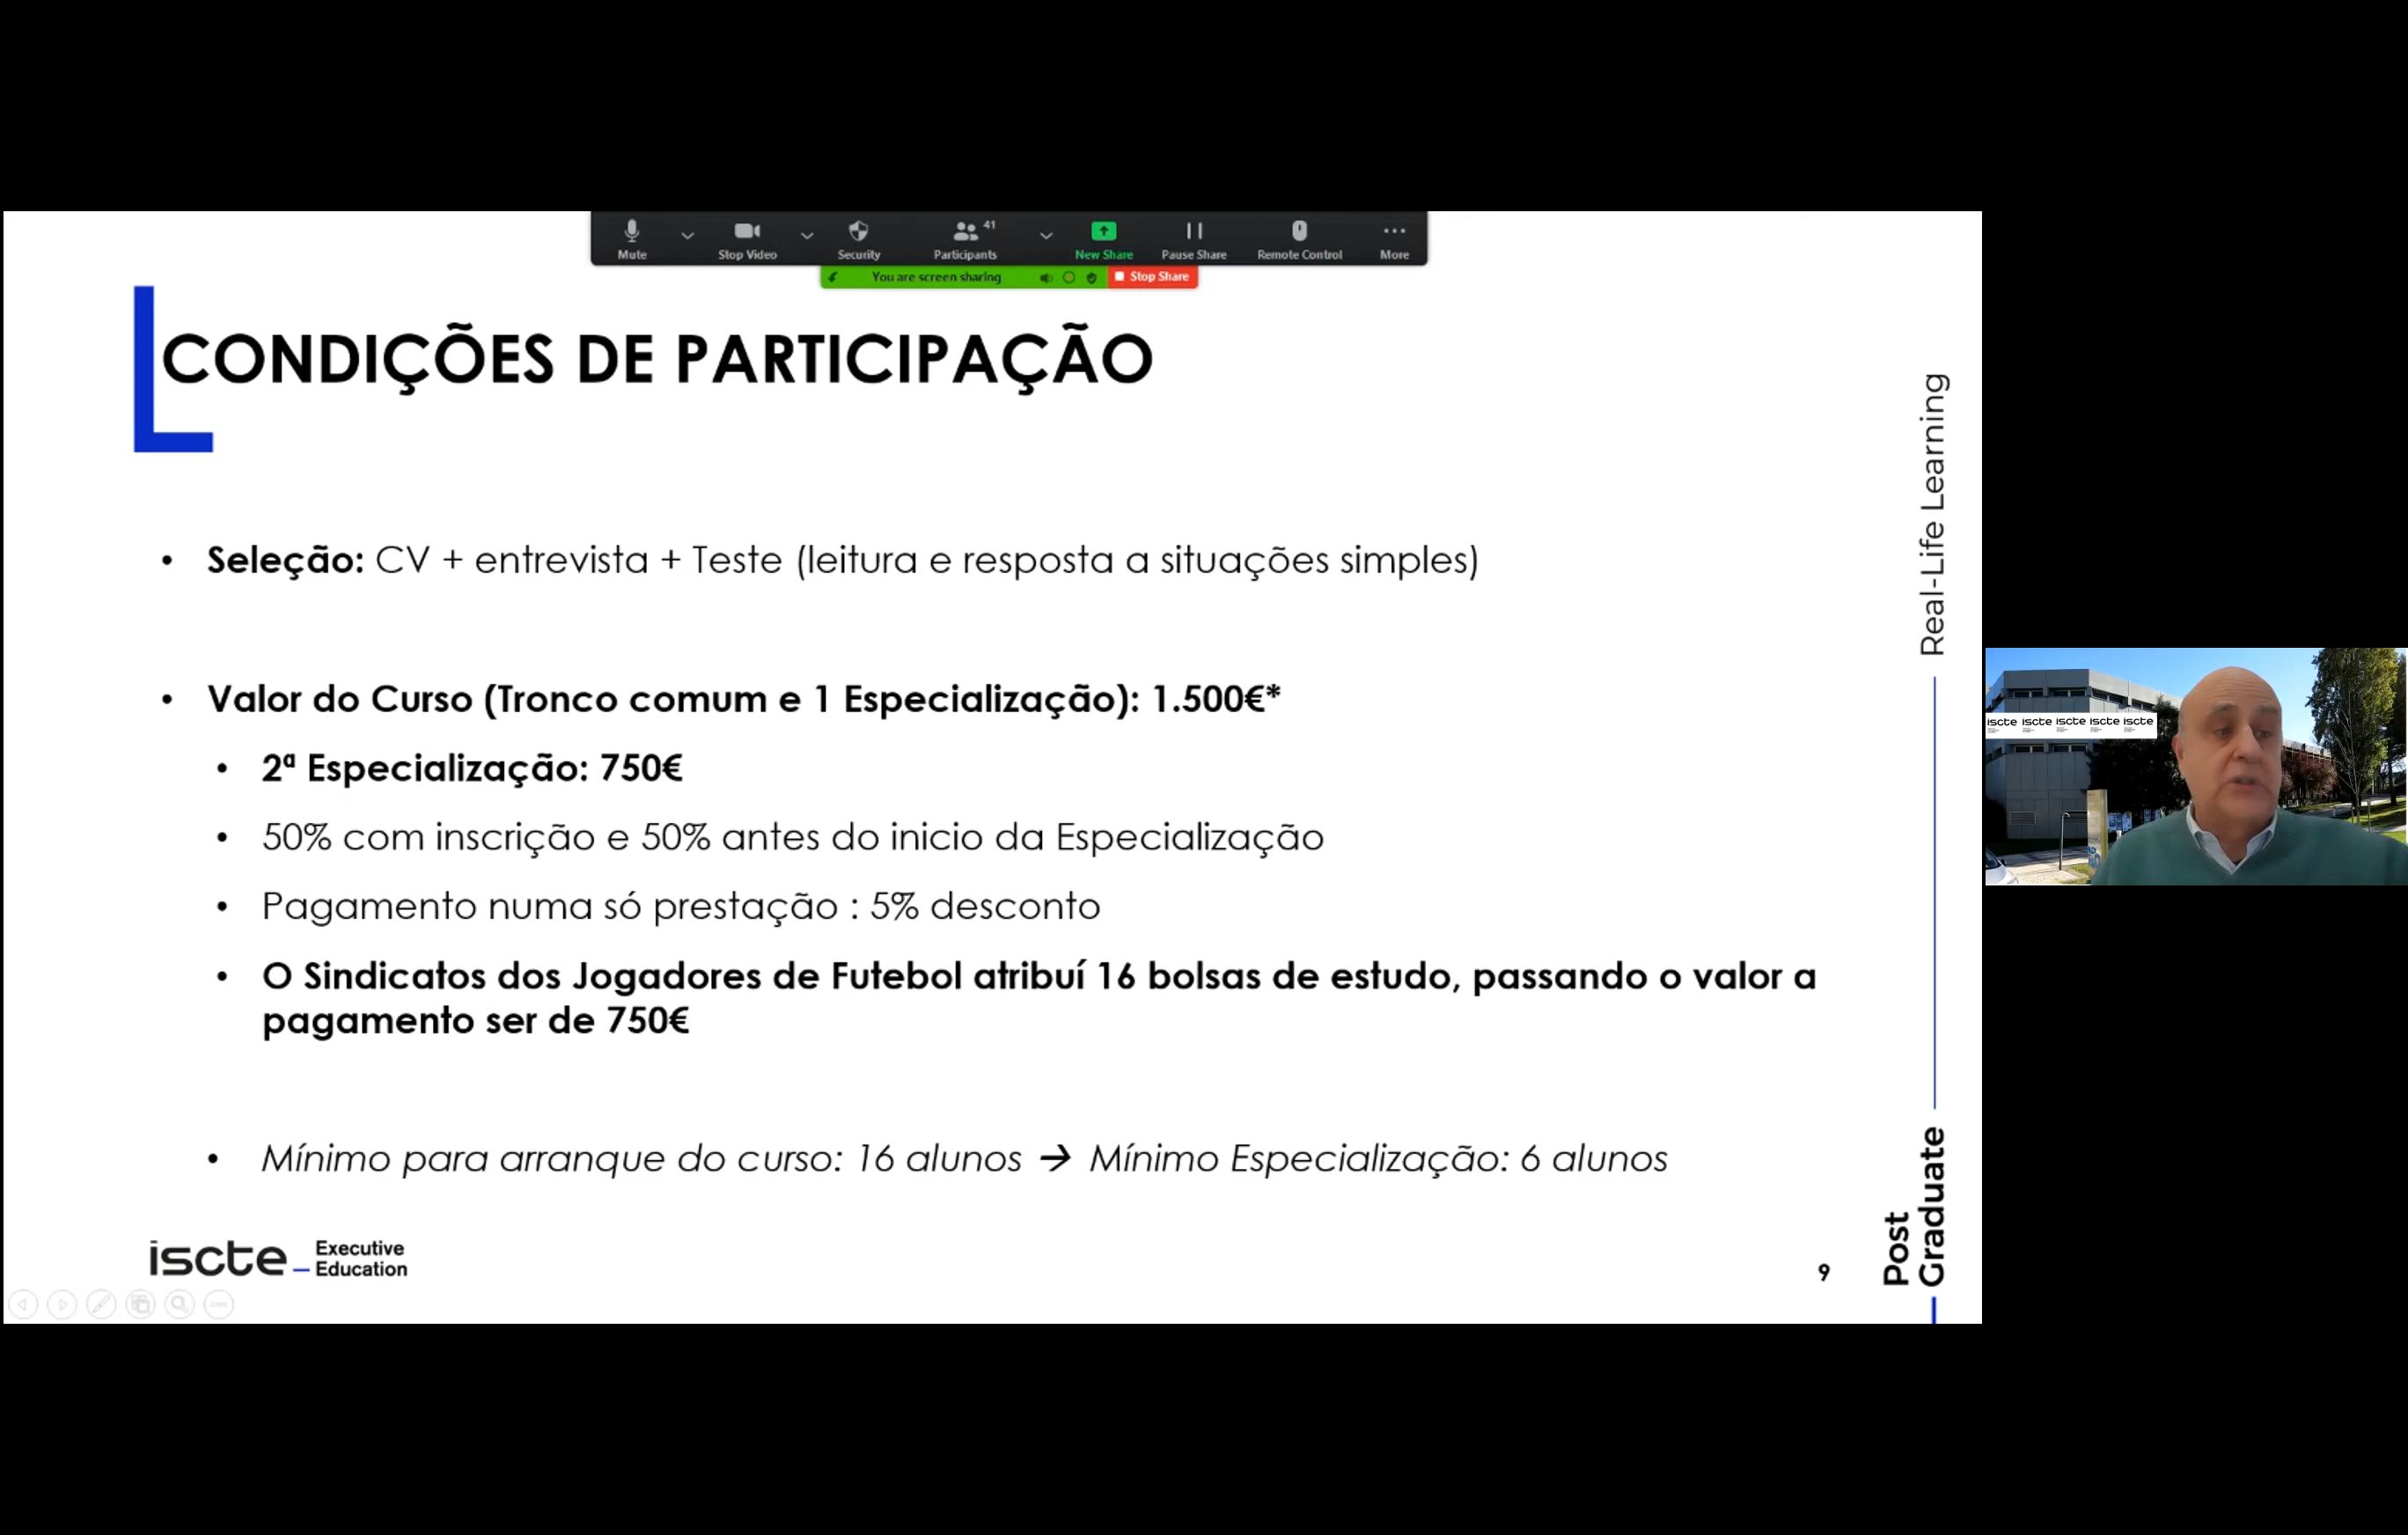 Mute
Stop Video
Security
Participants
41
New Share
Pause Share
Remote Control
More
You are screen sharing
Stop Share
CONDIÇÕES DE PARTICIPAÇÃO
• Seleção: CV + entrevista + Teste (leitura e resposta a situações simples)
• Valor do Curso (Tronco comum e 1 Especialização): 1.500€*
• 2ª Especialização: 750€
• 50% com inscrição e 50% antes do inicio da Especialização
• Pagamento numa só prestação : 5% desconto
• O Sindicatos dos Jogadores de Futebol atribuí 16 bolsas de estudo, passando o valor a
pagamento ser de 750€
• Mínimo para arranque do curso: 16 alunos → Mínimo Especialização: 6 alunos
iscte_ Executive
Education
9
Real-Life Learning
Post
Graduate
iscte iscte iscte iscte iscte